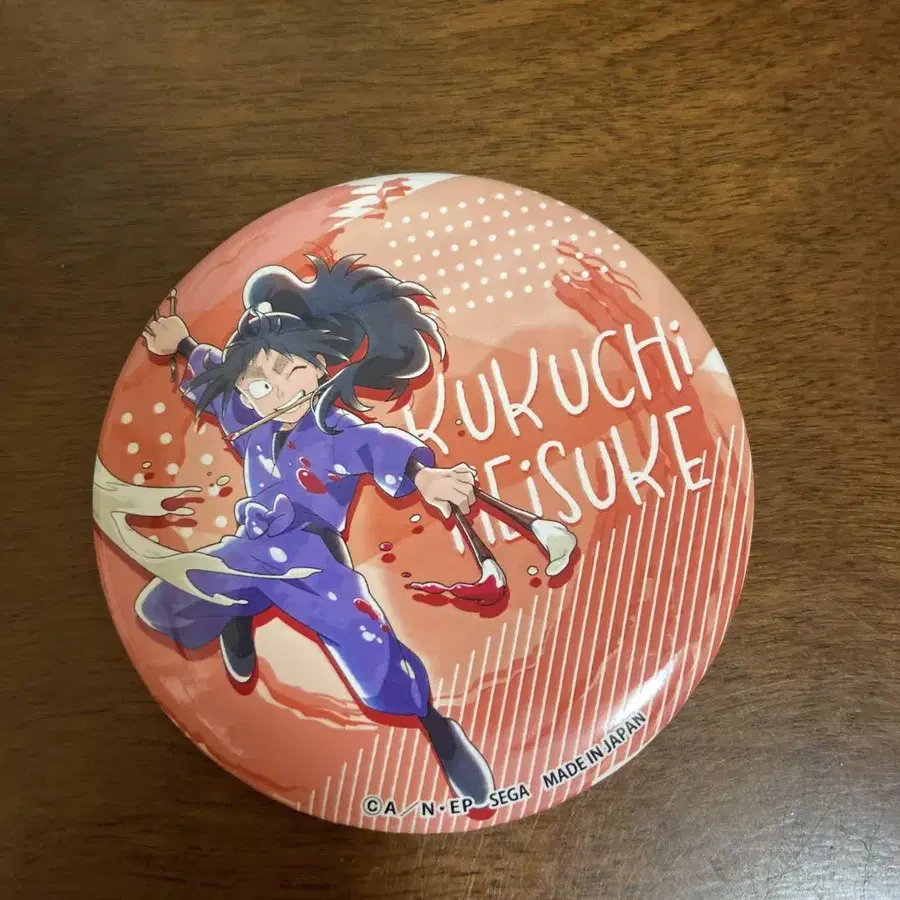 KUKUCHi
HEiSUKE
©A/N・EP SEGA MADE IN JAPAN